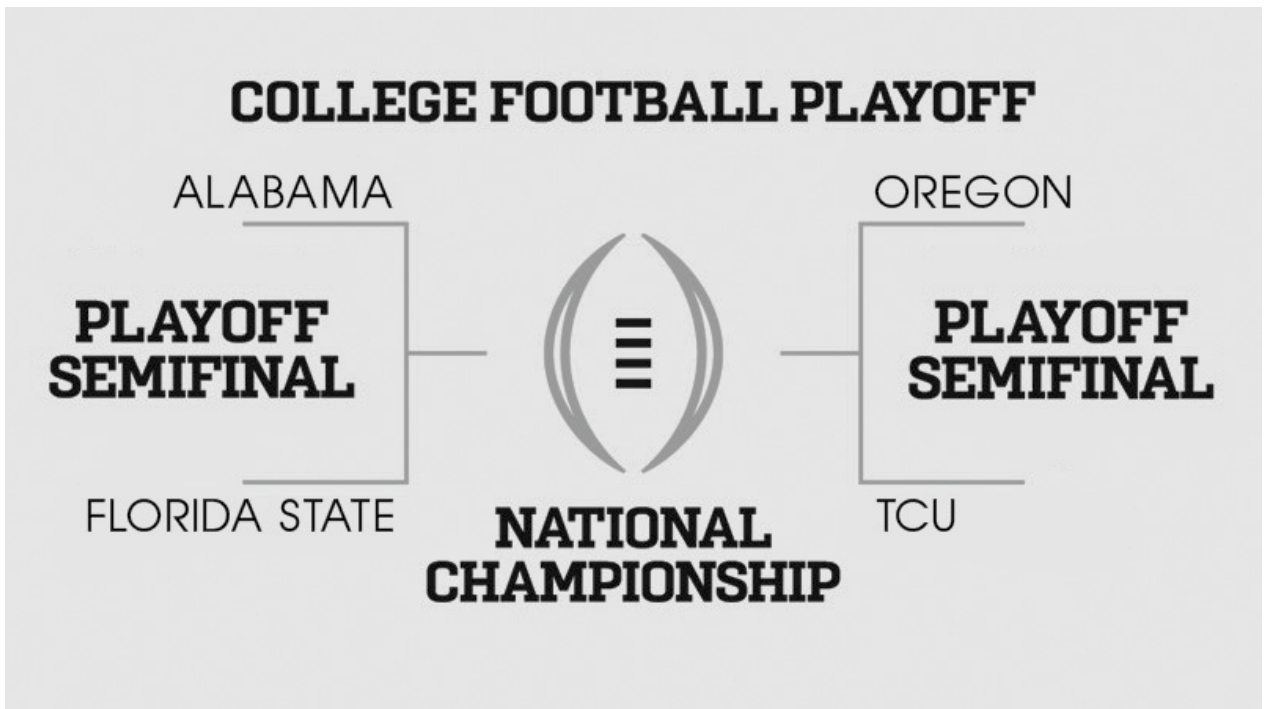 COLLEGE FOOTBALL PLAYOFF
ALABAMA
OREGON
PLAYOFF
SEMIFINAL
PLAYOFF
SEMIFINAL
FLORIDA STATE
TCU
NATIONAL
CHAMPIONSHIP